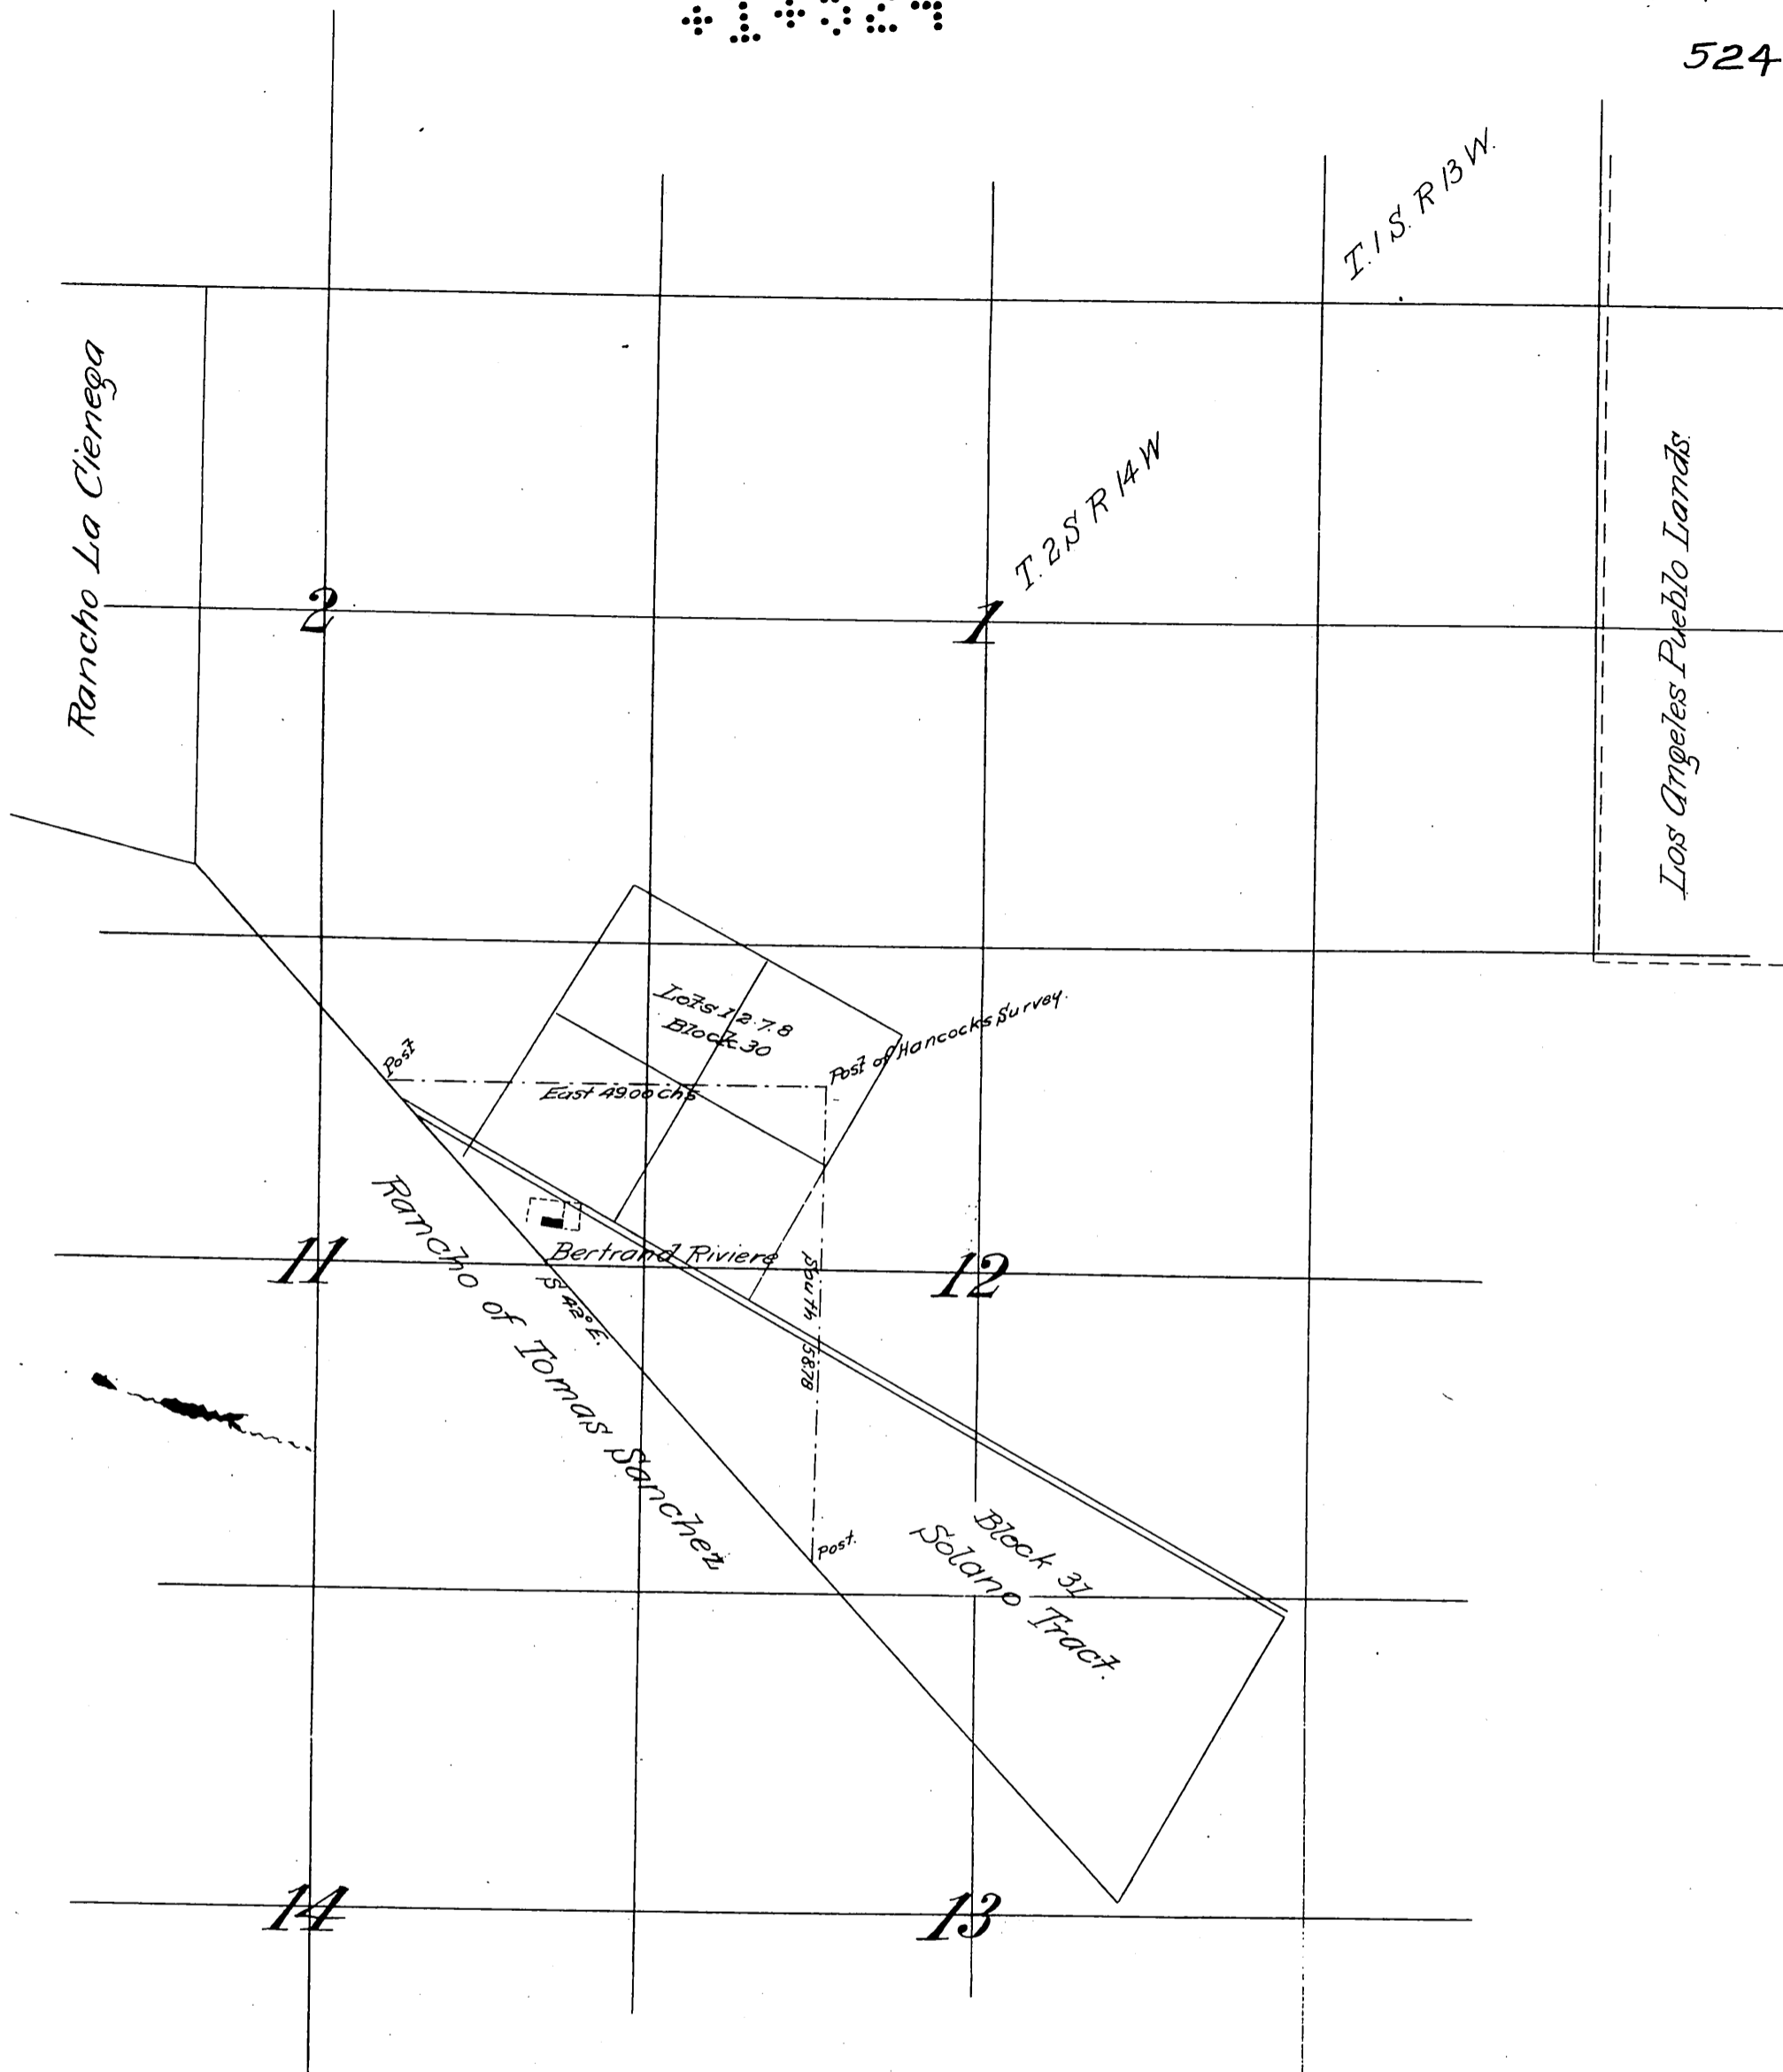 524
T. 1 S. R 13 W.
Rancho La Cienega
T. 2 S R 14 W
Los Angeles Pueblo Lands.
2
1
Lots 1 2.7.8
Block 30
Post of Hancocks Survey.
Post
East 49.00 chs
Rancho of Tomas Sanchez
11
Bertrand Riviere
12
S 42° E.
South 58.78
Post.
Block 31
Solano Tract.
14
13